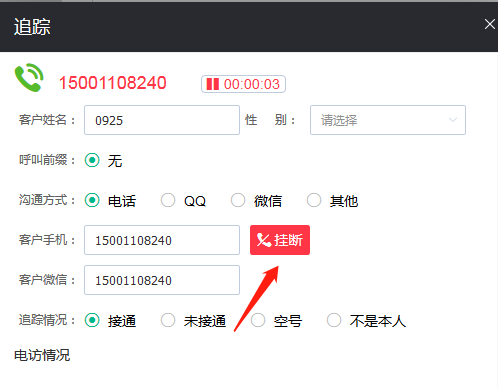 追踪
15001108240 00:00:03
客户姓名： 0925 性 别： 请选择
呼叫前缀： 无
沟通方式： 电话 QQ 微信 其他
客户手机： 15001108240 挂断
客户微信： 15001108240
追踪情况： 接通 未接通 空号 不是本人
电访情况